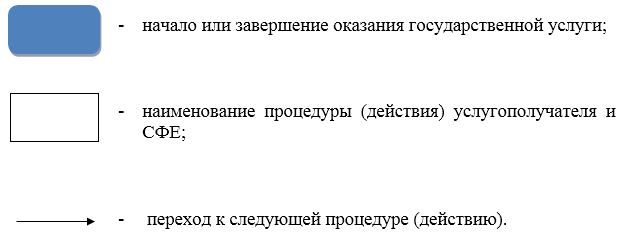 - начало или завершение оказания государственной услуги;
- наименование процедуры (действия) услугополучателя и
СФЕ;
- переход к следующей процедуре (действию).